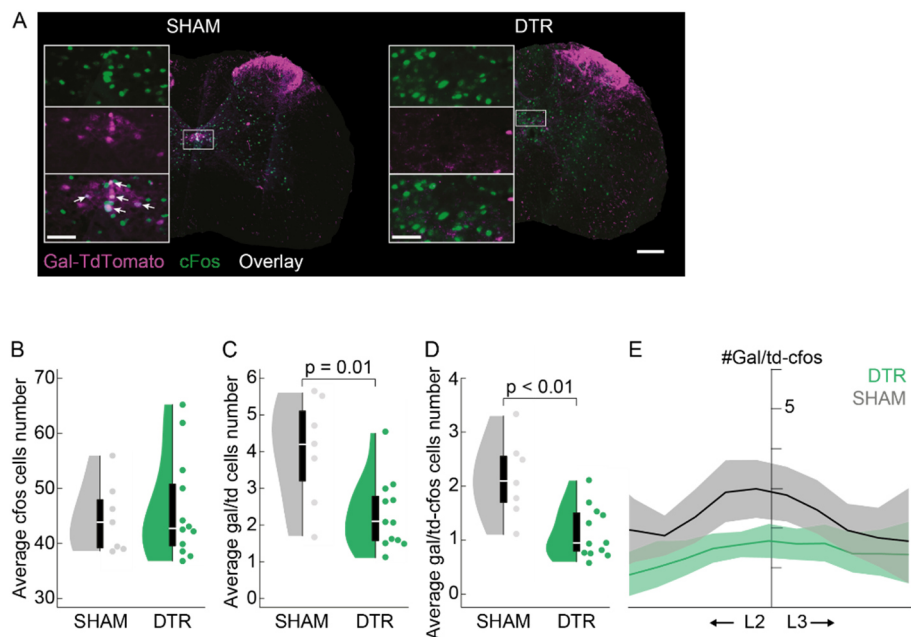 A
SHAM
DTR
Gal-TdTomato cFos Overlay
B
Average cfos cells number
70
60
50
40
30
SHAM
DTR
C
p = 0.01
Average gal/td cells number
6
5
4
3
2
1
0
SHAM
DTR
D
p < 0.01
Average gal/td-cfos cells number
4
3
2
1
0
SHAM
DTR
E
#Gal/td-cfos
DTR
SHAM
5
← L2 L3 →